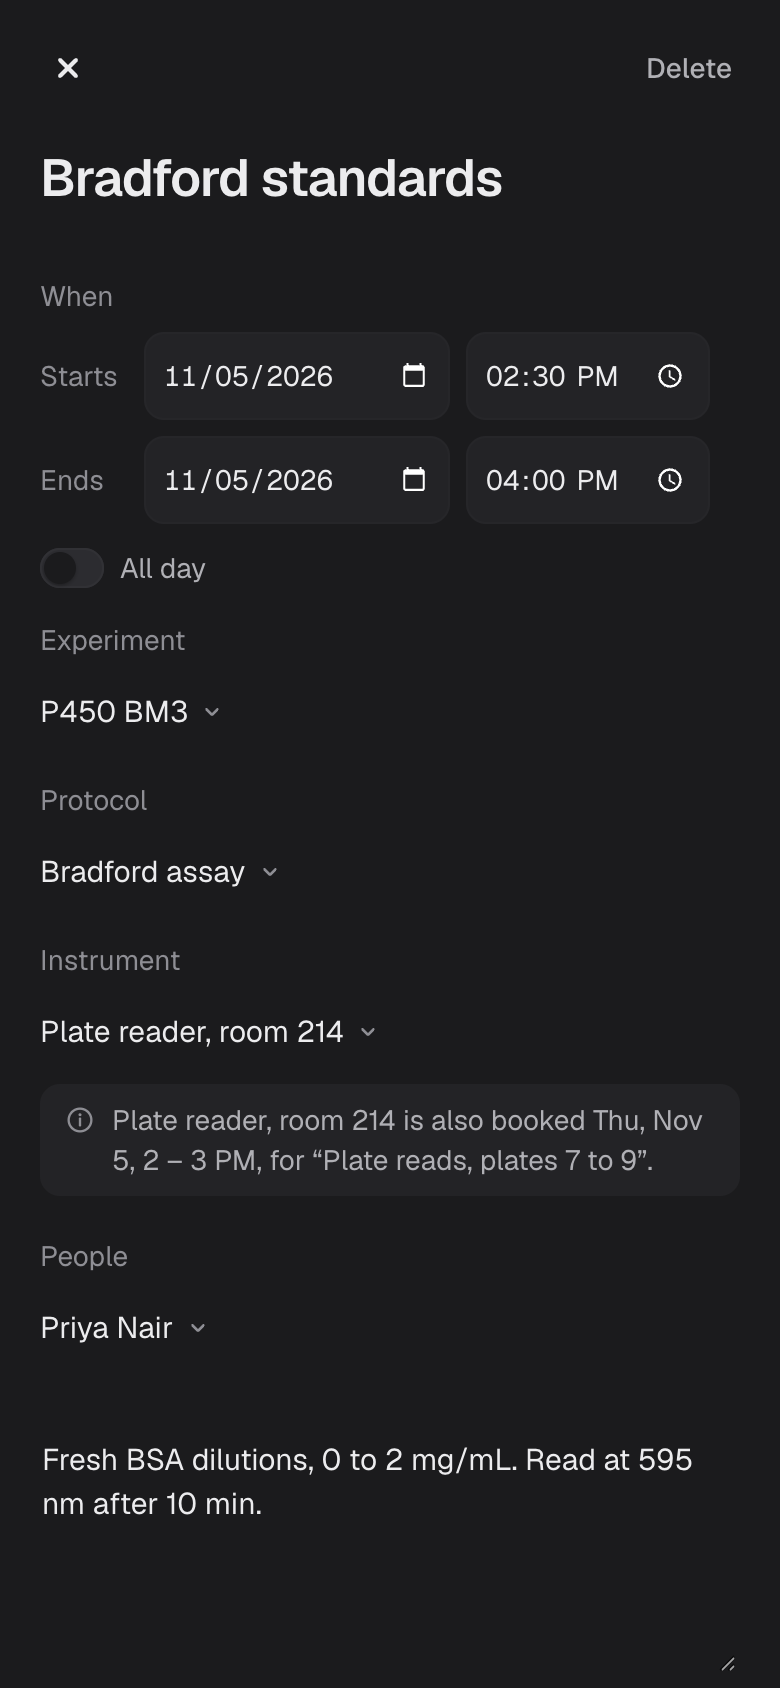 Delete
Bradford standards
When
Starts 11/05/2026 02:30 PM
Ends 11/05/2026 04:00 PM
All day
Experiment
P450 BM3
Protocol
Bradford assay
Instrument
Plate reader, room 214
Plate reader, room 214 is also booked Thu, Nov
5, 2 – 3 PM, for “Plate reads, plates 7 to 9”.
People
Priya Nair
Fresh BSA dilutions, 0 to 2 mg/mL. Read at 595
nm after 10 min.